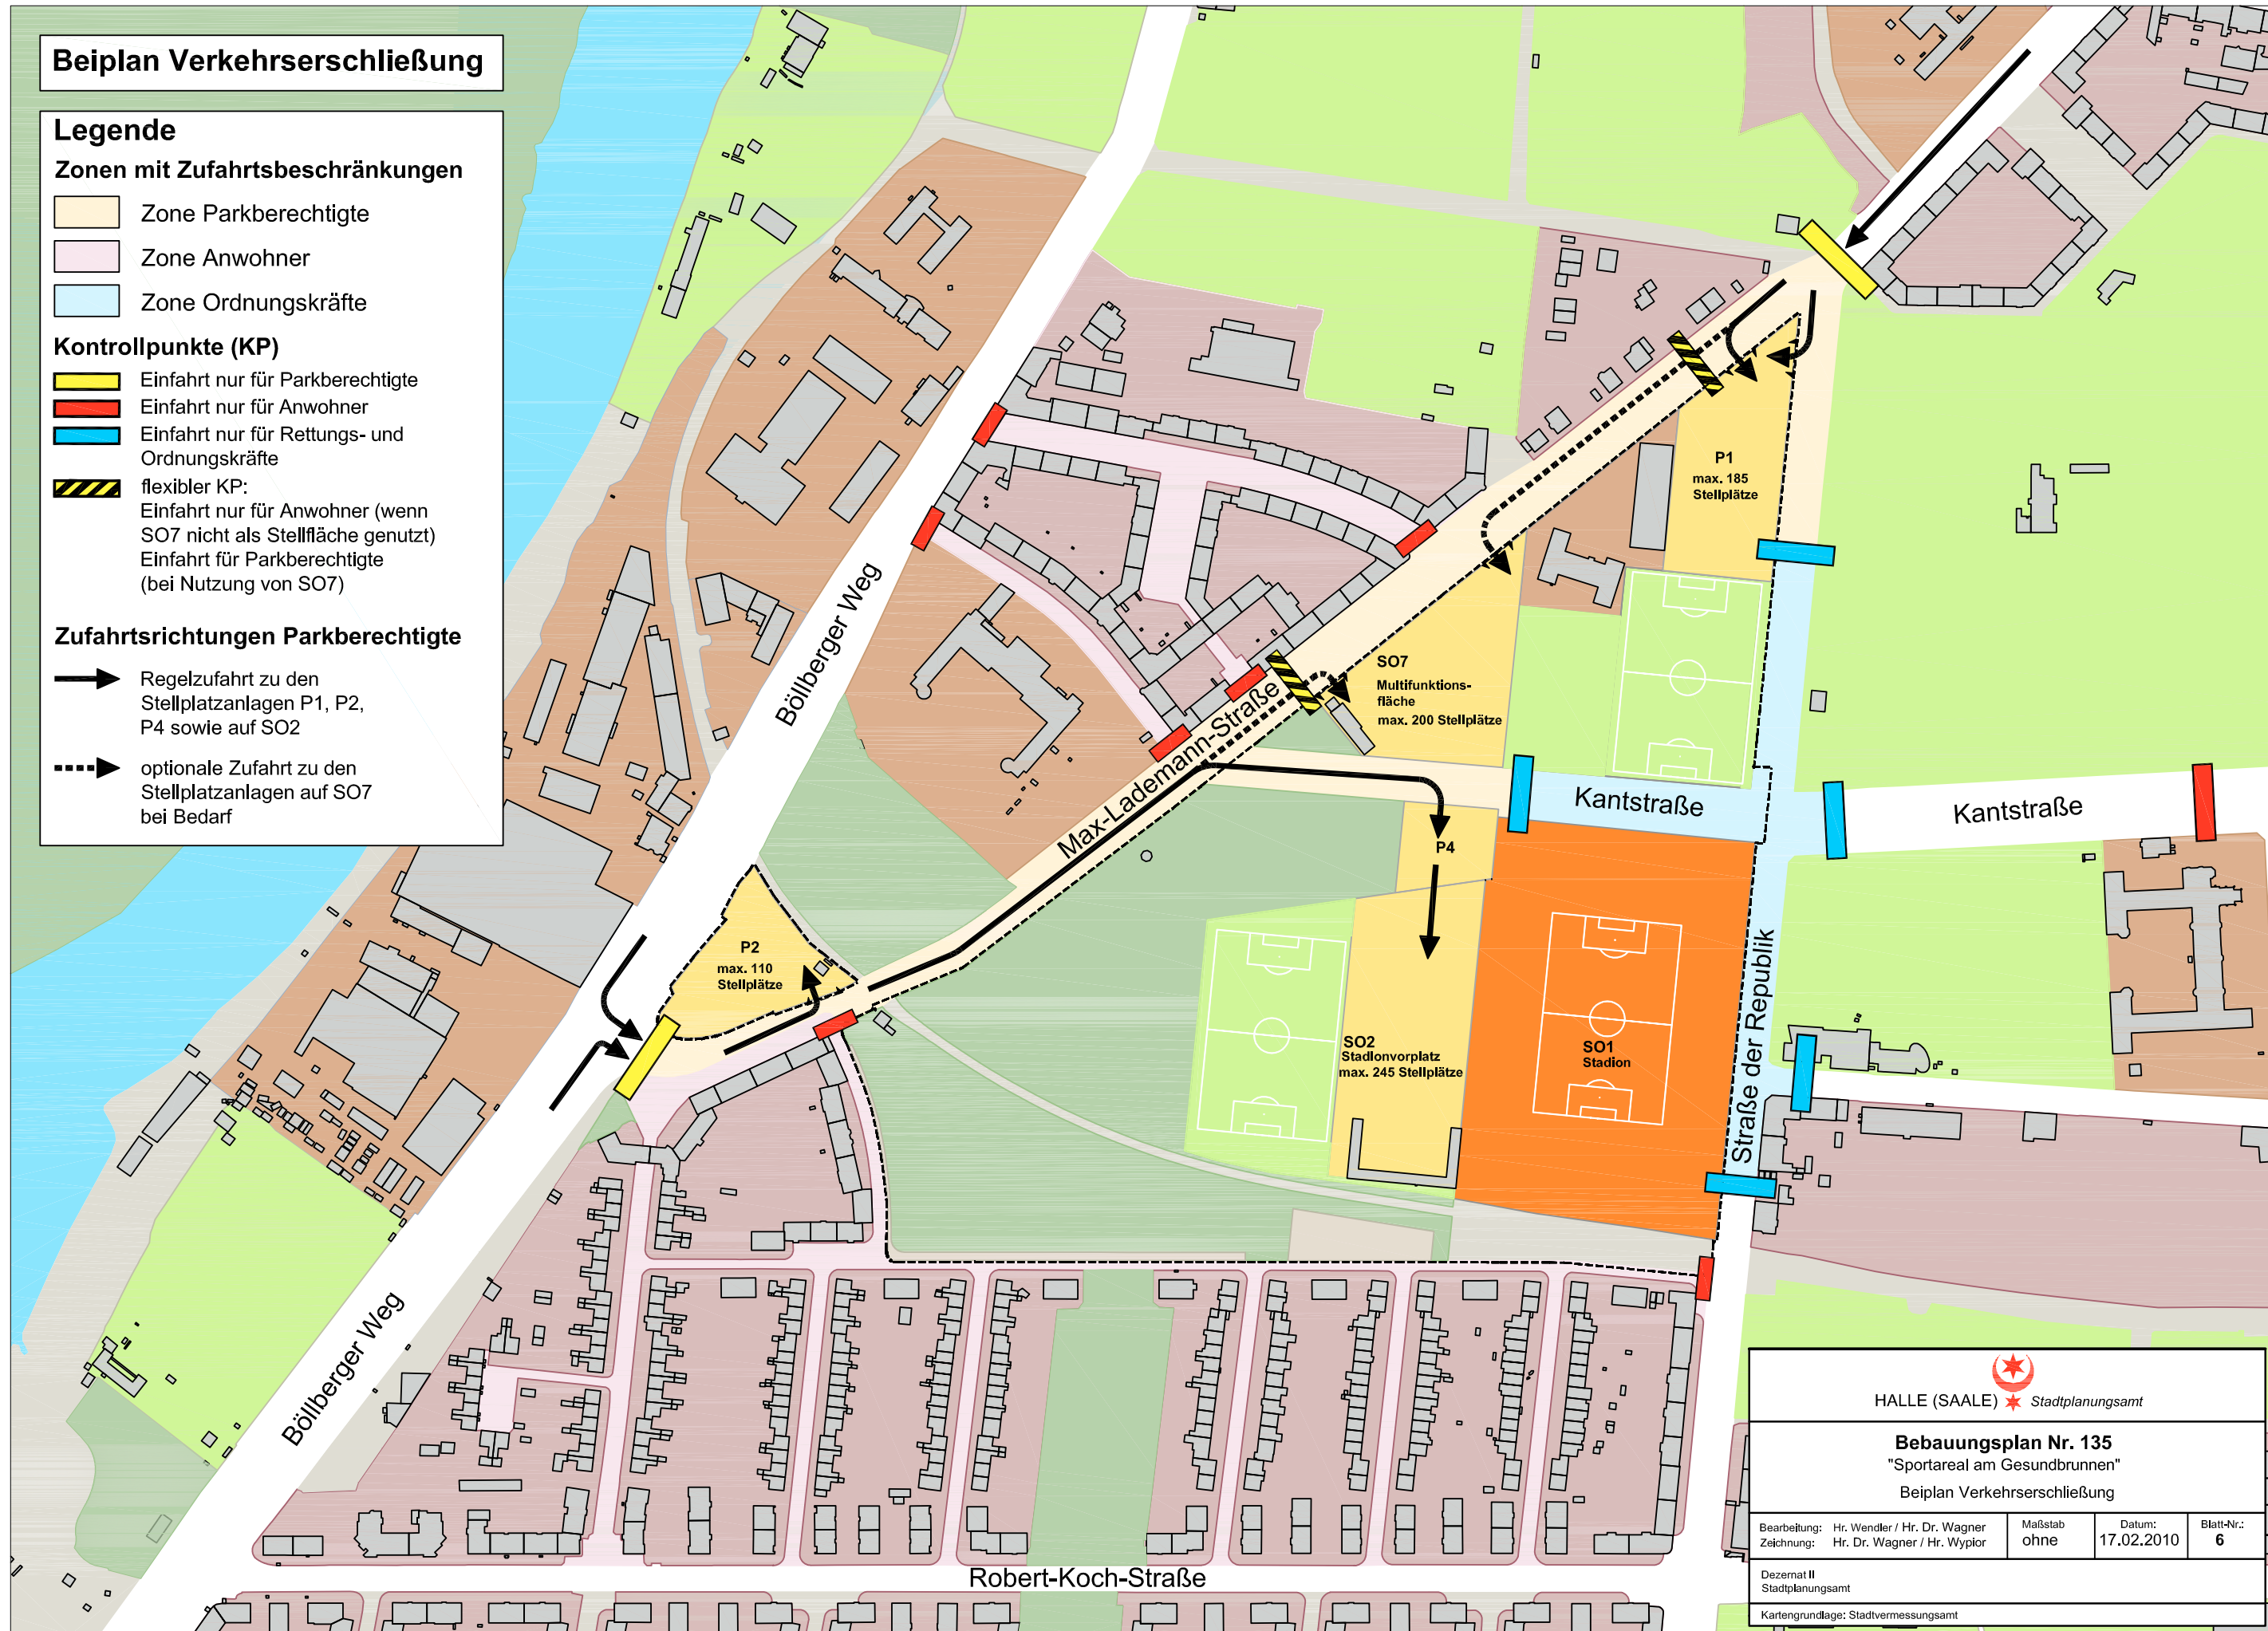 Beiplan Verkehrserschließung
Legende
Zonen mit Zufahrtsbeschränkungen
Zone Parkberechtigte
Zone Anwohner
Zone Ordnungskräfte
Kontrollpunkte (KP)
Einfahrt nur für Parkberechtigte
Einfahrt nur für Anwohner
Einfahrt nur für Rettungs- und
Ordnungskräfte
flexibler KP:
Einfahrt nur für Anwohner (wenn
SO7 nicht als Stellfläche genutzt)
Einfahrt für Parkberechtigte
(bei Nutzung von SO7)
Zufahrtsrichtungen Parkberechtigte
Regelzufahrt zu den
Stellplatzanlagen P1, P2,
P4 sowie auf SO2
optionale Zufahrt zu den
Stellplatzanlagen auf SO7
bei Bedarf
P1
max. 185
Stellplätze
Böllberger Weg
SO7
Multifunktions-
fläche
max. 200 Stellplätze
Max-Lademann-Straße
Kantstraße
Kantstraße
P4
P2
max. 110
Stellplätze
SO2
Stadionvorplatz
max. 245 Stellplätze
SO1
Stadion
Straße der Republik
Böllberger Weg
Robert-Koch-Straße
HALLE (SAALE) Stadtplanungsamt
Bebauungsplan Nr. 135
"Sportareal am Gesundbrunnen"
Beiplan Verkehrserschließung
Bearbeitung: Hr. Wendler / Hr. Dr. Wagner
Zeichnung: Hr. Dr. Wagner / Hr. Wypior
Maßstab
ohne
Datum:
17.02.2010
Blatt-Nr.:
6
Dezernat II
Stadtplanungsamt
Kartengrundlage: Stadtvermessungsamt